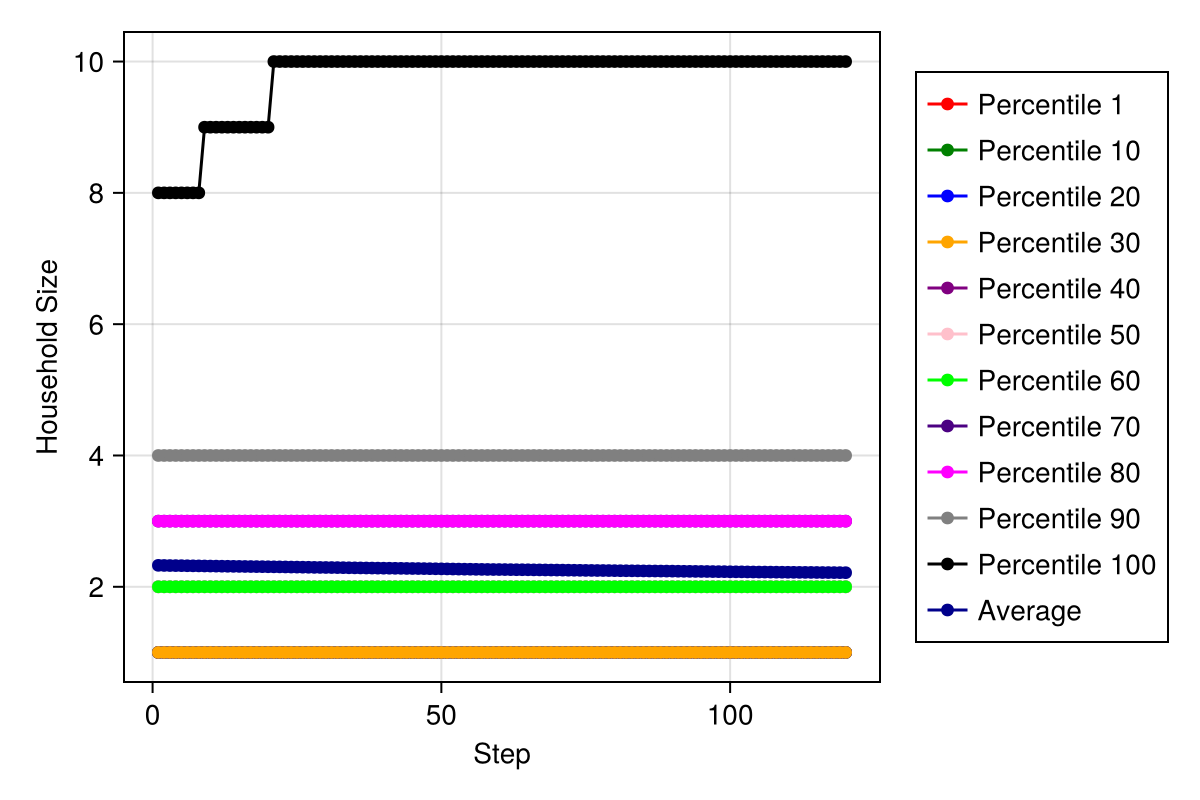 10
8
6
4
2
Household Size
0
50
100
Step
Percentile 1
Percentile 10
Percentile 20
Percentile 30
Percentile 40
Percentile 50
Percentile 60
Percentile 70
Percentile 80
Percentile 90
Percentile 100
Average